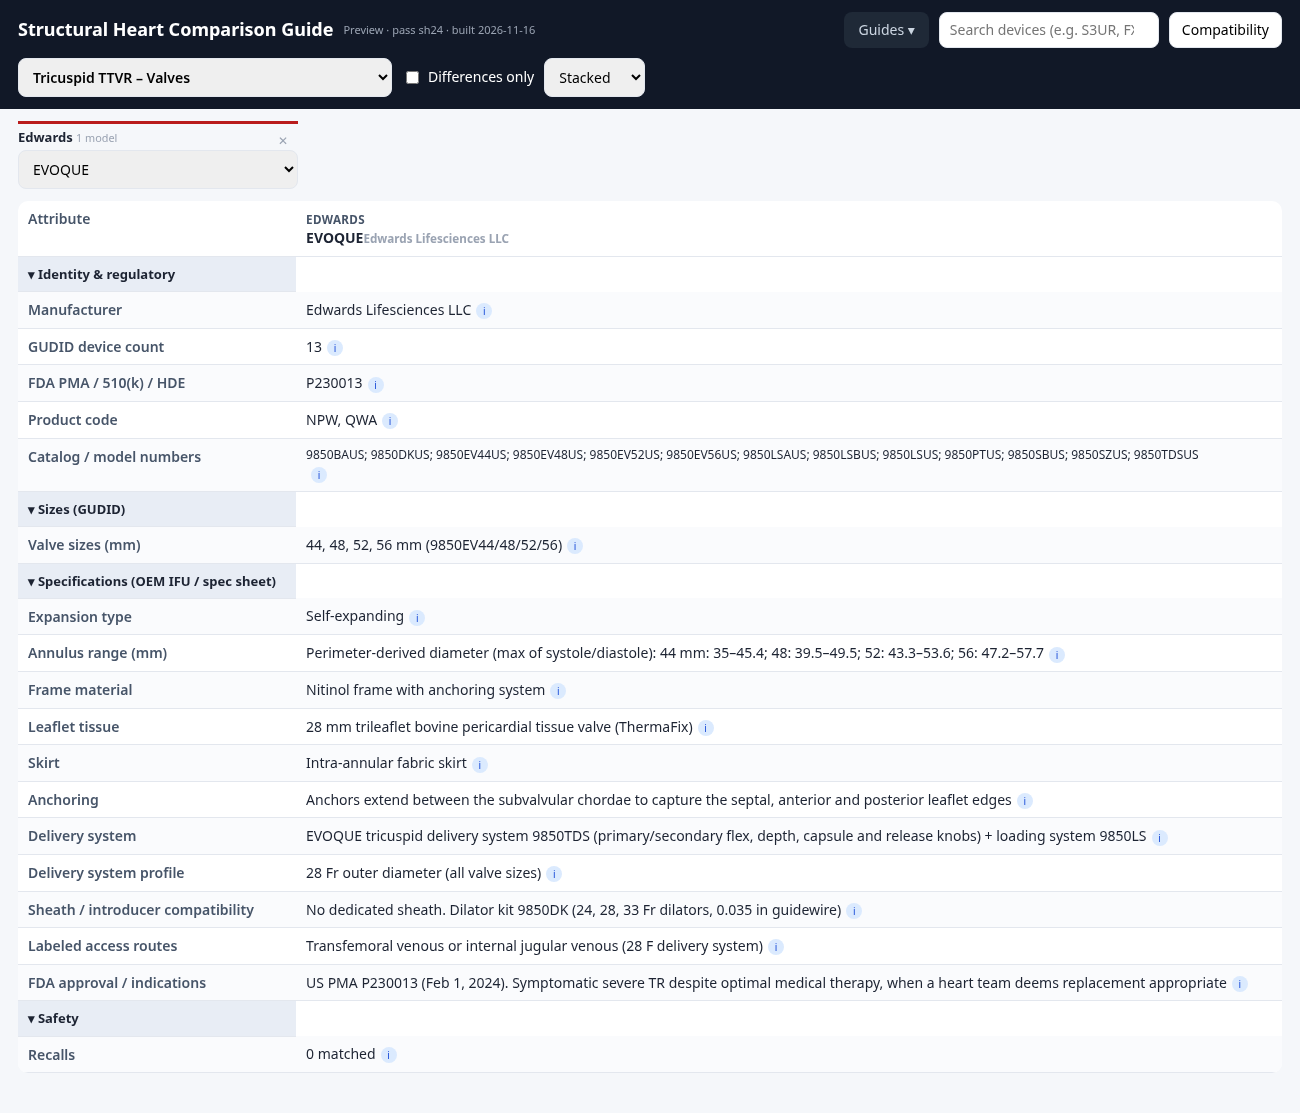 Structural Heart Comparison Guide Preview · pass sh24 · built 2026-11-16
Guides ▾
Search devices (e.g. S3UR, FX
Compatibility
Tricuspid TTVR – Valves
Differences only
Stacked
Edwards 1 model
×
EVOQUE
Attribute
EDWARDS
EVOQUEEdwards Lifesciences LLC
▾ Identity & regulatory
Manufacturer Edwards Lifesciences LLC i
GUDID device count 13 i
FDA PMA / 510(k) / HDE P230013 i
Product code NPW, QWA i
Catalog / model numbers 9850BAUS; 9850DKUS; 9850EV44US; 9850EV48US; 9850EV52US; 9850EV56US; 9850LSAUS; 9850LSBUS; 9850LSUS; 9850PTUS; 9850SBUS; 9850SZUS; 9850TDSUS
i
▾ Sizes (GUDID)
Valve sizes (mm) 44, 48, 52, 56 mm (9850EV44/48/52/56) i
▾ Specifications (OEM IFU / spec sheet)
Expansion type Self-expanding i
Annulus range (mm) Perimeter-derived diameter (max of systole/diastole): 44 mm: 35–45.4; 48: 39.5–49.5; 52: 43.3–53.6; 56: 47.2–57.7 i
Frame material Nitinol frame with anchoring system i
Leaflet tissue 28 mm trileaflet bovine pericardial tissue valve (ThermaFix) i
Skirt Intra-annular fabric skirt i
Anchoring Anchors extend between the subvalvular chordae to capture the septal, anterior and posterior leaflet edges i
Delivery system EVOQUE tricuspid delivery system 9850TDS (primary/secondary flex, depth, capsule and release knobs) + loading system 9850LS i
Delivery system profile 28 Fr outer diameter (all valve sizes) i
Sheath / introducer compatibility No dedicated sheath. Dilator kit 9850DK (24, 28, 33 Fr dilators, 0.035 in guidewire) i
Labeled access routes Transfemoral venous or internal jugular venous (28 F delivery system) i
FDA approval / indications US PMA P230013 (Feb 1, 2024). Symptomatic severe TR despite optimal medical therapy, when a heart team deems replacement appropriate i
▾ Safety
Recalls 0 matched i